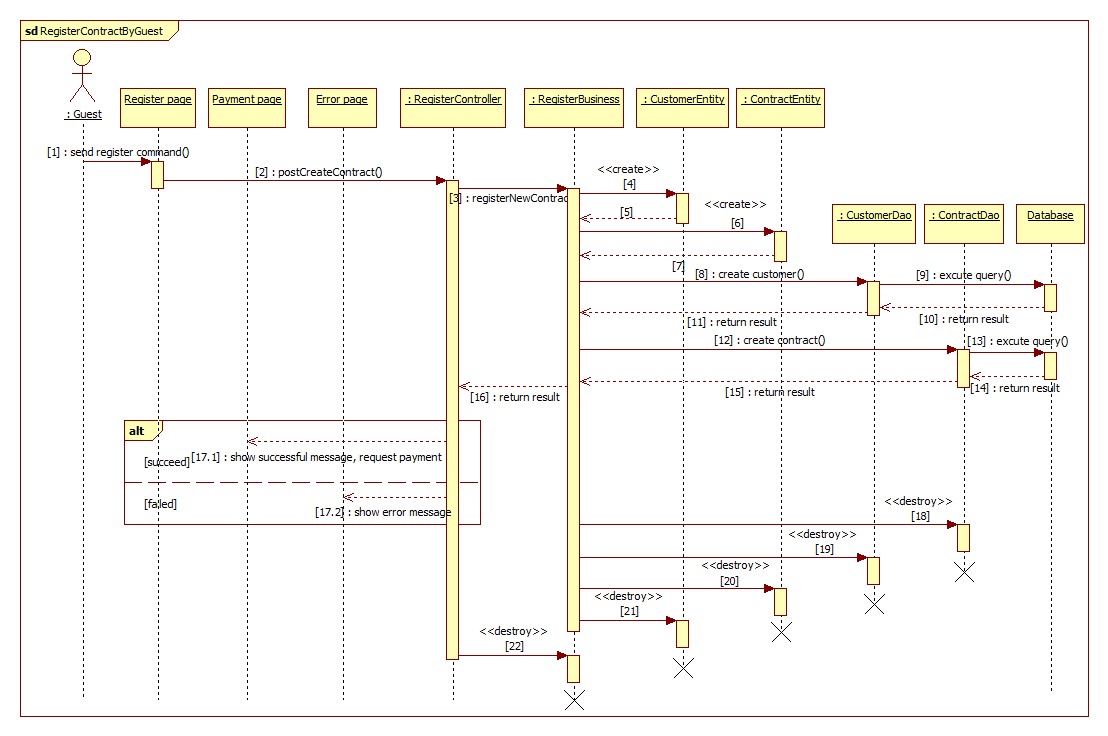 sd RegisterContractByGuest
: Guest
Register page
Payment page
Error page
: RegisterController
: RegisterBusiness
: CustomerEntity
: ContractEntity
[1] : send register command()
[2] : postCreateContract()
[3] : registerNewContrac
<<create>>
[4]
[5]
<<create>>
[6]
[7]
: CustomerDao
: ContractDao
Database
[8] : create customer()
[9] : excute query()
[10] : return result
[11] : return result
[12] : create contract()
[13] : excute query()
[14] : return result
[15] : return result
[16] : return result
alt
[succeed]
[17.1] : show successful message, request payment
[failed]
[17.2] : show error message
<<destroy>>
[18]
<<destroy>>
[19]
<<destroy>>
[20]
<<destroy>>
[21]
<<destroy>>
[22]